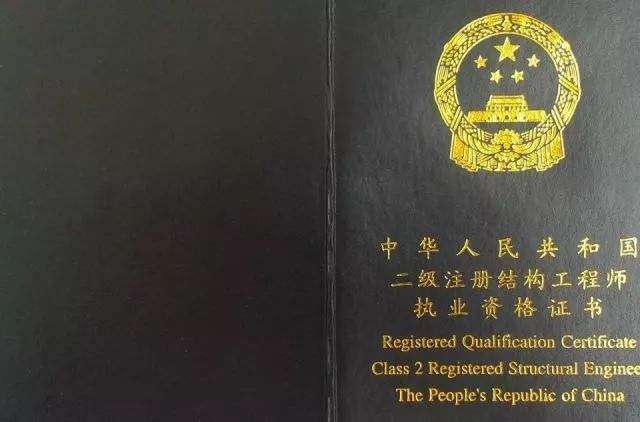 中华人民共和国
二级注册结构工程师
执业资格证书
Registered Qualification Certificate
Class 2 Registered Structural Enginee
The People's Republic of China